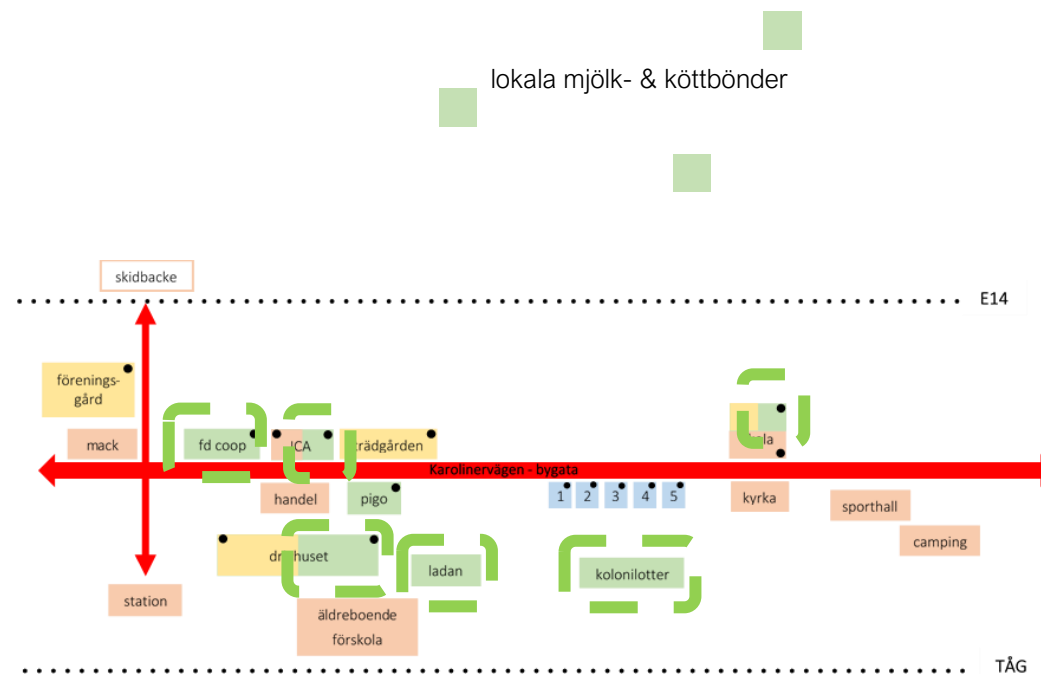 lokala mjölk- & köttbönder
skidbacke
E14
förenings-
gård
mack
fd coop
ICA
trädgården
Karolinervägen - bygata
handel
pigo
1
2
3
4
5
kyrka
sporthall
camping
ladan
kolonilotter
station
äldreboende
förskola
TÅG